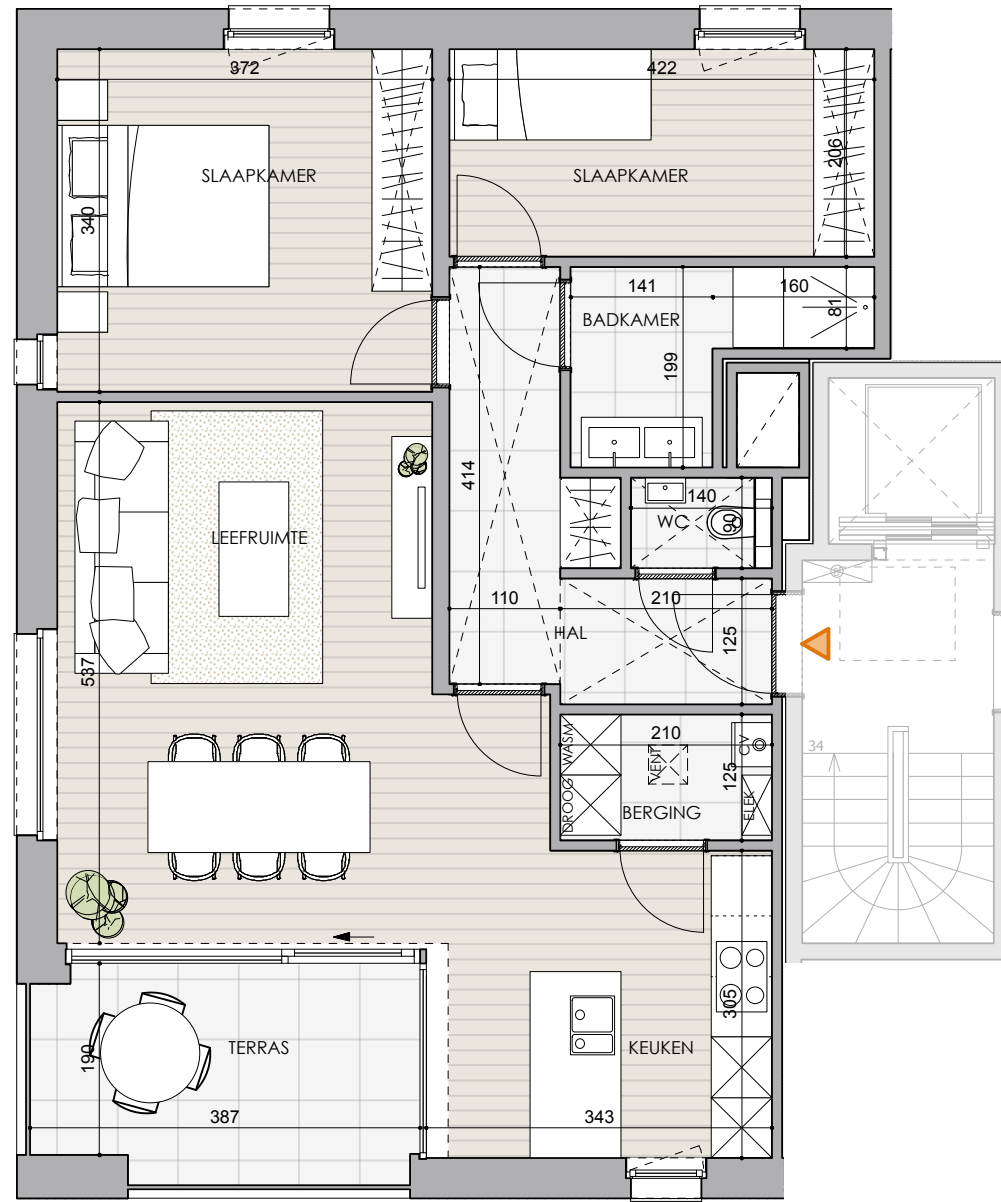 372
422
SLAAPKAMER
SLAAPKAMER
206
340
141
160
81
BADKAMER
199
414
140
WC
90
LEEFRUIMTE
110
210
HAL
125
537
210
WASM
DROOG
VENT
CV
125
BERGING
ELEK
34
305
TERRAS
KEUKEN
190
387
343